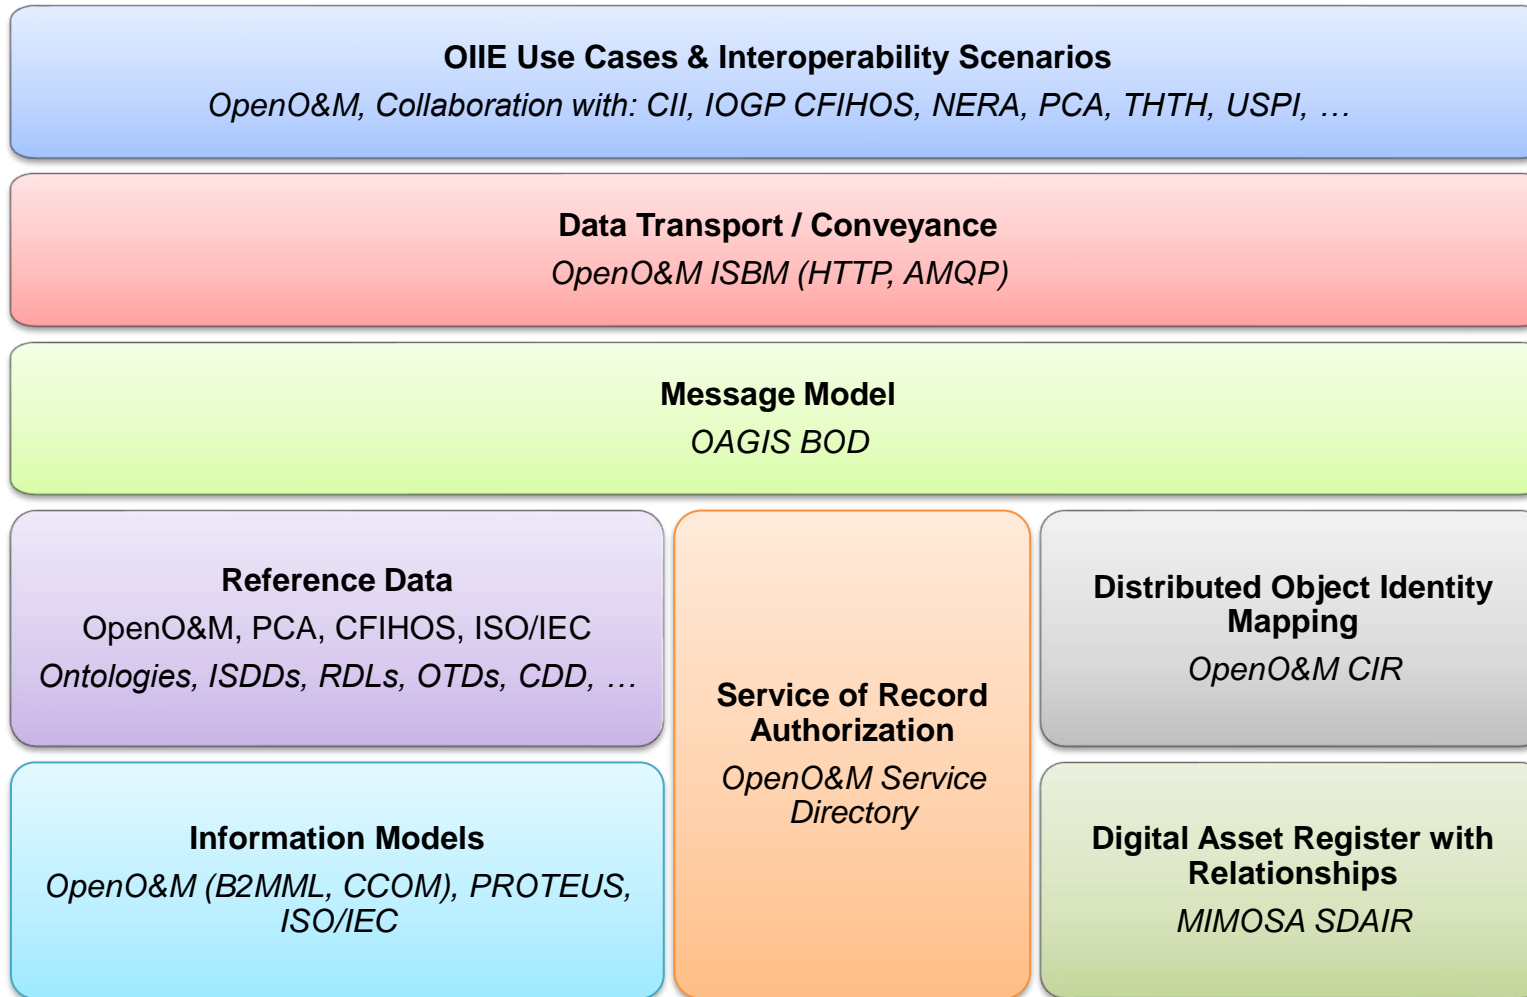 OIIE Use Cases & Interoperability Scenarios
OpenO&M, Collaboration with: CII, IOGP CFIHOS, NERA, PCA, THTH, USPI, …
Data Transport / Conveyance
OpenO&M ISBM (HTTP, AMQP)
Message Model
OAGIS BOD
Reference Data
OpenO&M, PCA, CFIHOS, ISO/IEC
Ontologies, ISDDs, RDLs, OTDs, CDD, …
Information Models
OpenO&M (B2MML, CCOM), PROTEUS,
ISO/IEC
Service of Record
Authorization
OpenO&M Service
Directory
Distributed Object Identity
Mapping
OpenO&M CIR
Digital Asset Register with
Relationships
MIMOSA SDAIR